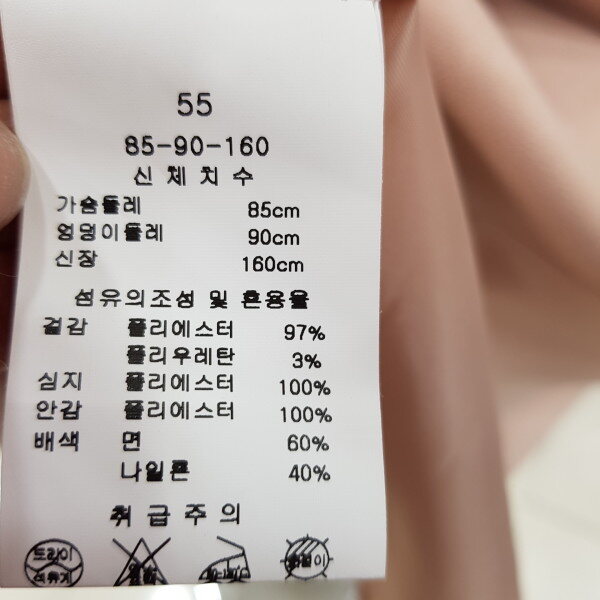 55
85-90-160
신 체 치 수
가슴둘레 85cm
엉덩이둘레 90cm
신장 160cm
섬유의조성 및 혼용율
겉감 폴리에스터 97%
폴리우레탄 3%
심지 폴리에스터 100%
안감 폴리에스터 100%
배색 면 60%
나일론 40%
취 급 주 의
드라이
석유계